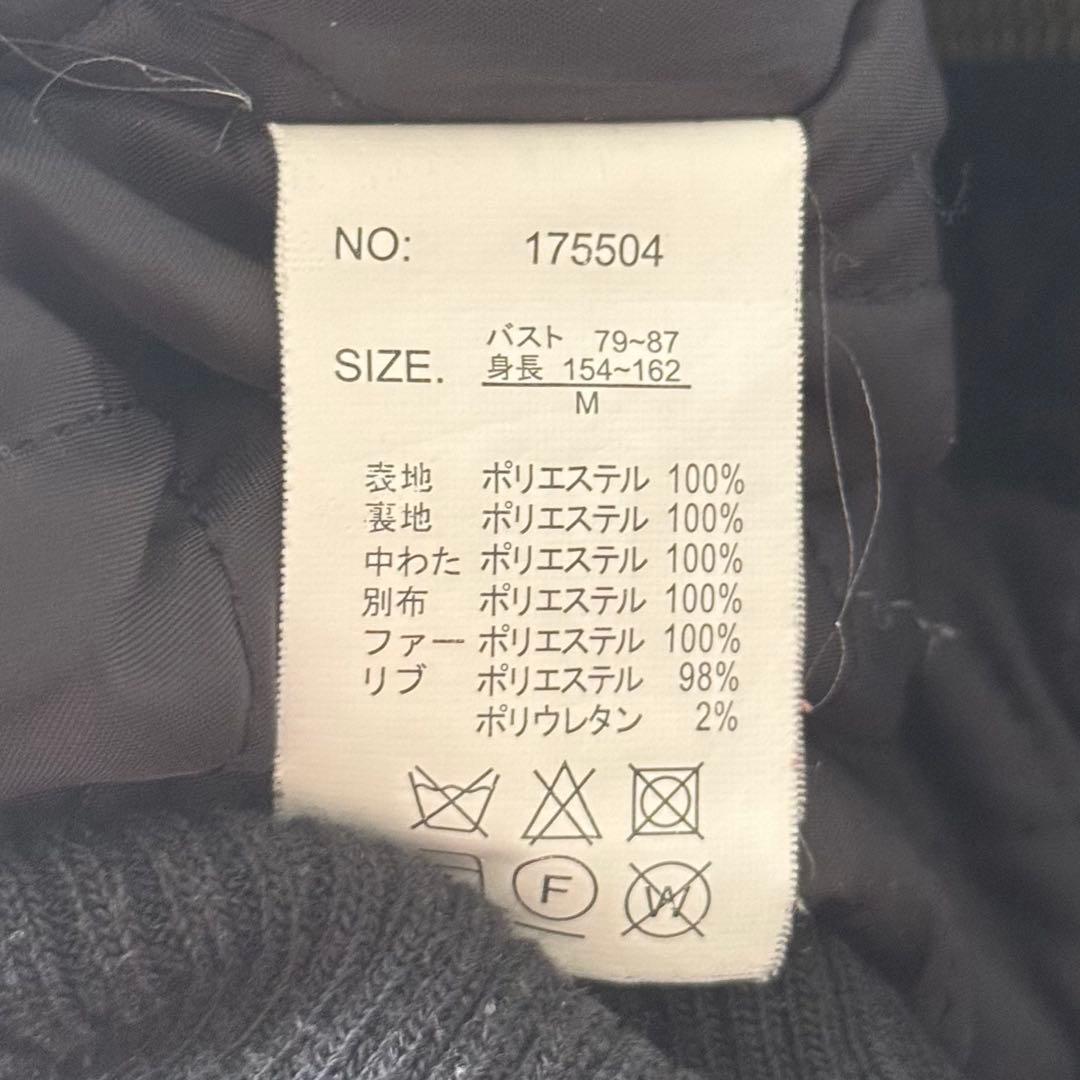 NO: 175504
バスト 79~87
SIZE. 身長 154~162
M
表地 ポリエステル 100%
裏地 ポリエステル 100%
中わた ポリエステル 100%
別布 ポリエステル 100%
ファー ポリエステル 100%
リブ ポリエステル 98%
ポリウレタン 2%
F W